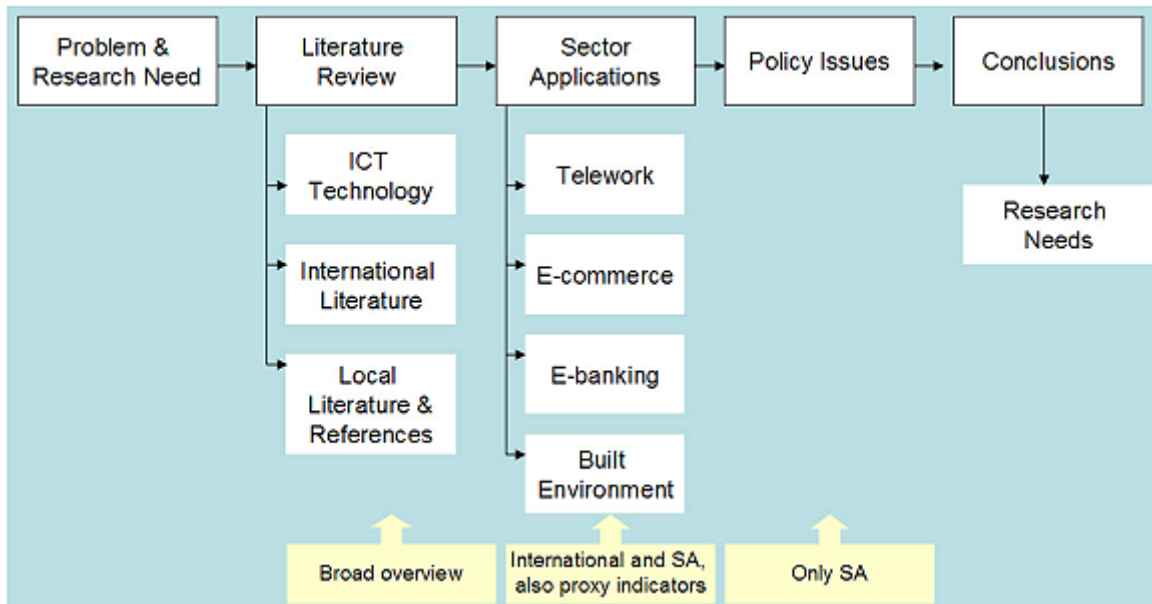 Problem &
Research Need
Literature
Review
Sector
Applications
Policy Issues
Conclusions
ICT
Technology
International
Literature
Local
Literature &
References
Telework
E-commerce
E-banking
Built
Environment
Research
Needs
Broad overview
International and SA,
also proxy indicators
Only SA